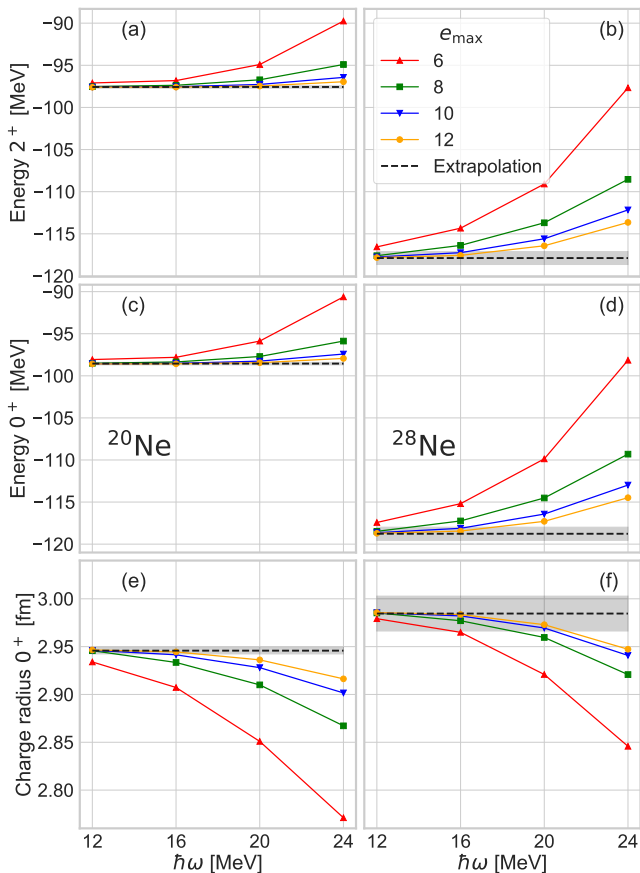 (a)
(b)
−90
−95
−100
−105
−110
−115
−120
Energy 2⁺ [MeV]
e_max
6
8
10
12
Extrapolation
(c)
(d)
−90
−95
−100
−105
−110
−115
−120
Energy 0⁺ [MeV]
²⁰Ne
²⁸Ne
(e)
(f)
3.00
2.95
2.90
2.85
2.80
Charge radius 0⁺ [fm]
12 16 20 24 12 16 20 24
ħω [MeV] ħω [MeV]